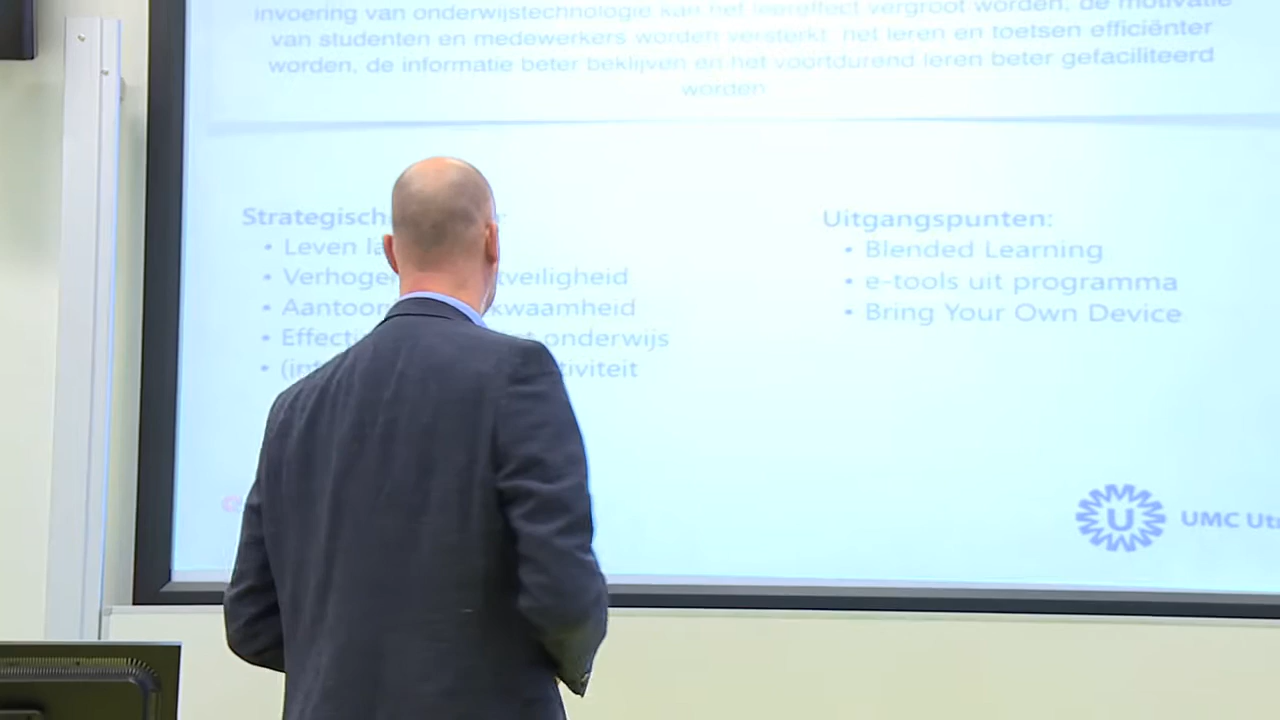 invoering van onderwijstechnologie kan het leereffect vergroot worden, de motivatie
van studenten en medewerkers worden versterkt, het leren en toetsen efficiënter
worden, de informatie beter beklijven en het voortdurend leren beter gefaciliteerd
worden
Strategisch
• Leven la
• Verhoge tveiligheid
• Aantoon kwaamheid
• Effecti onderwijs
• (int tiviteit
Uitgangspunten:
• Blended Learning
• e-tools uit programma
• Bring Your Own Device
U UMC Ut